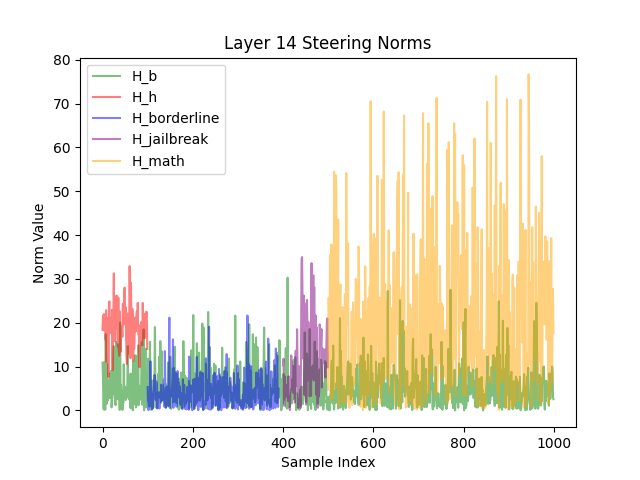 Layer 14 Steering Norms
80
70
60
50
40
30
20
10
0
Norm Value
H_b
H_h
H_borderline
H_jailbreak
H_math
0
200
400
600
800
1000
Sample Index